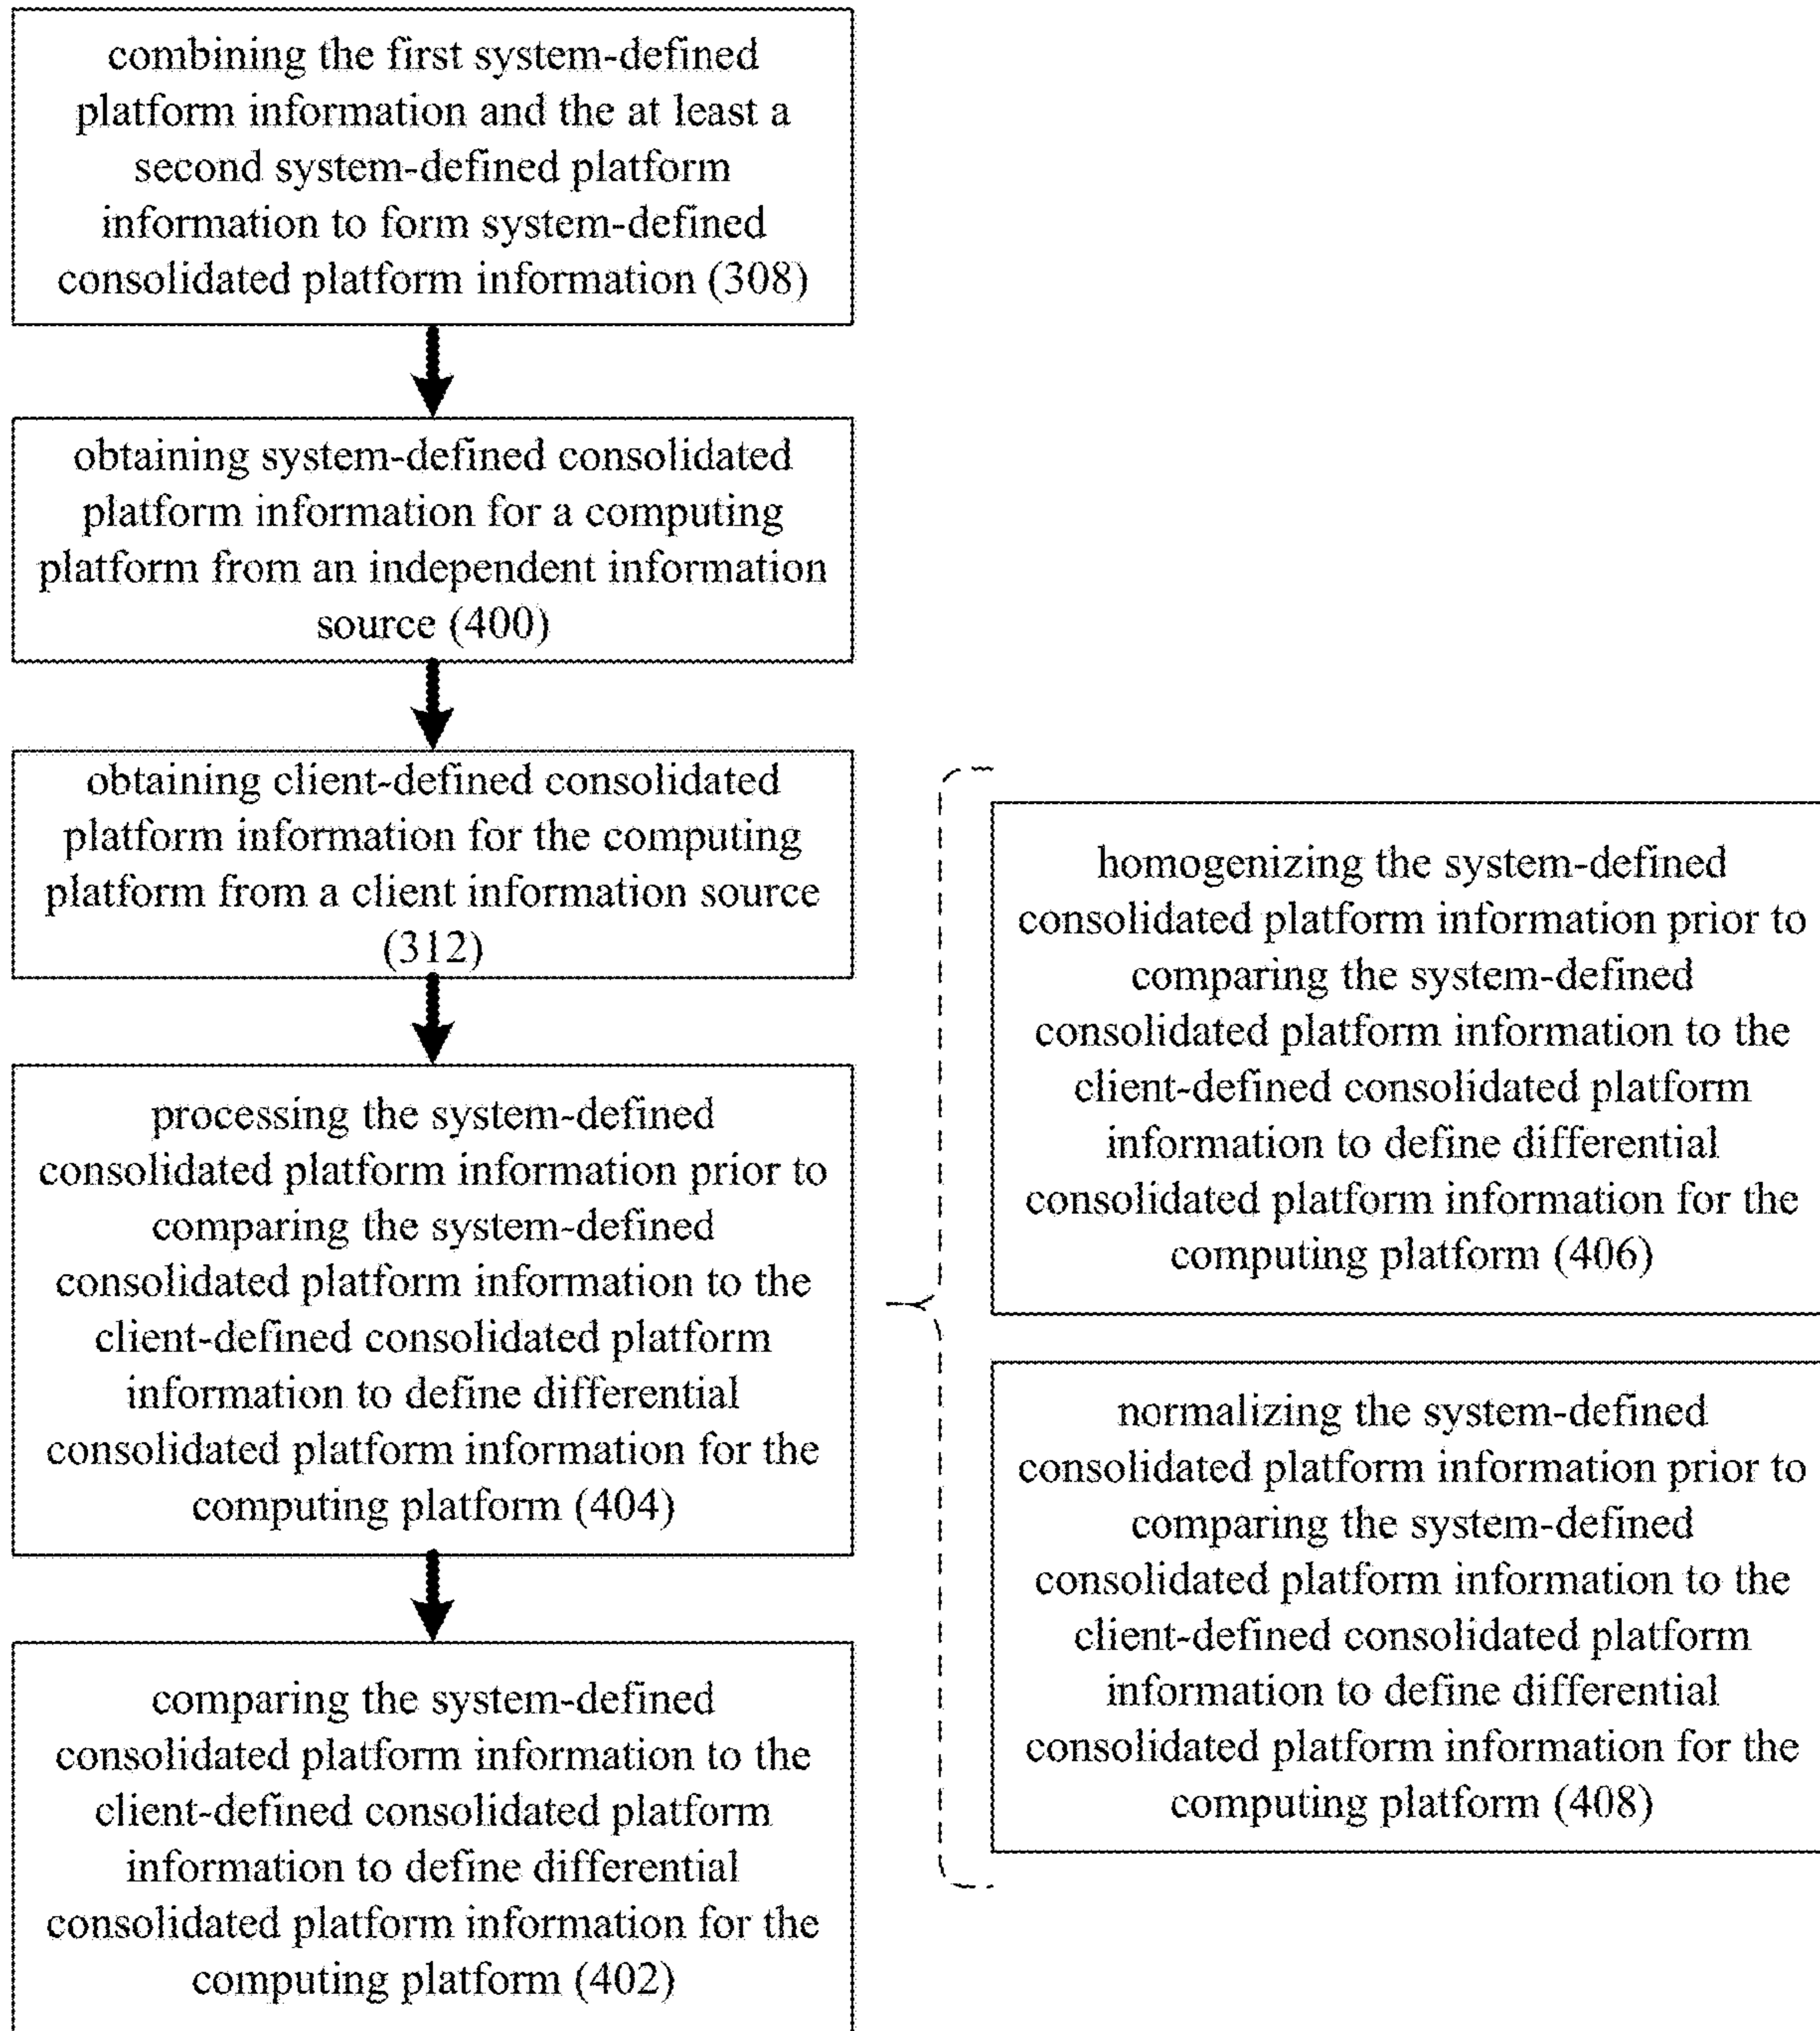 combining the first system-defined
platform information and the at least a
second system-defined platform
information to form system-defined
consolidated platform information (308)
obtaining system-defined consolidated
platform information for a computing
platform from an independent information
source (400)
obtaining client-defined consolidated
platform information for the computing
platform from a client information source
(312)
processing the system-defined
consolidated platform information prior to
comparing the system-defined
consolidated platform information to the
client-defined consolidated platform
information to define differential
consolidated platform information for the
computing platform (404)
comparing the system-defined
consolidated platform information to the
client-defined consolidated platform
information to define differential
consolidated platform information for the
computing platform (402)
homogenizing the system-defined
consolidated platform information prior to
comparing the system-defined
consolidated platform information to the
client-defined consolidated platform
information to define differential
consolidated platform information for the
computing platform (406)
normalizing the system-defined
consolidated platform information prior to
comparing the system-defined
consolidated platform information to the
client-defined consolidated platform
information to define differential
consolidated platform information for the
computing platform (408)